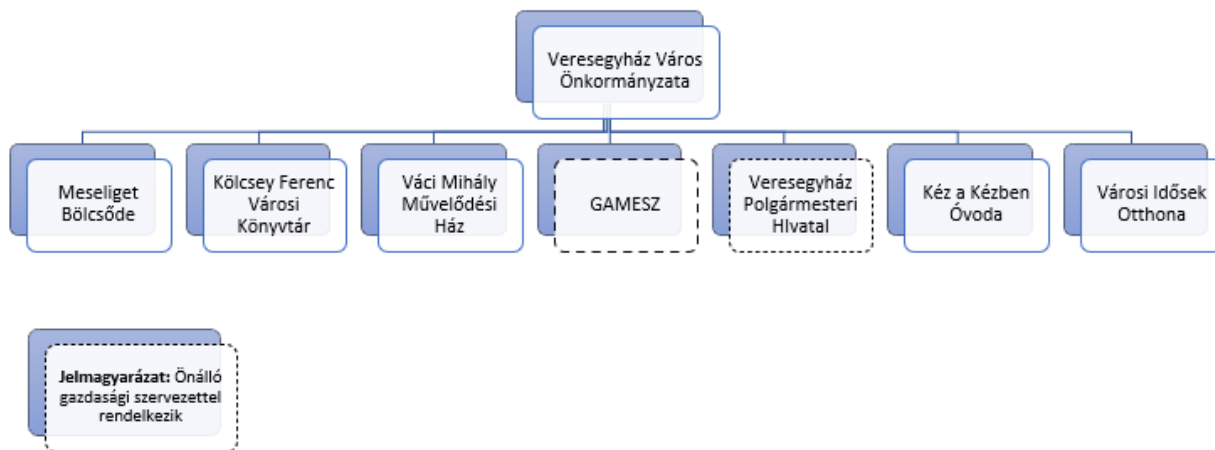 Veresegyház Város
Önkormányzata
Meseliget
Bölcsőde
Kölcsey Ferenc
Városi
Könyvtár
Váci Mihály
Művelődési
Ház
GAMESZ
Veresegyház
Polgármesteri
HIvatal
Kéz a Kézben
Óvoda
Városi Idősek
Otthona
Jelmagyarázat: Önálló
gazdasági szervezettel
rendelkezik